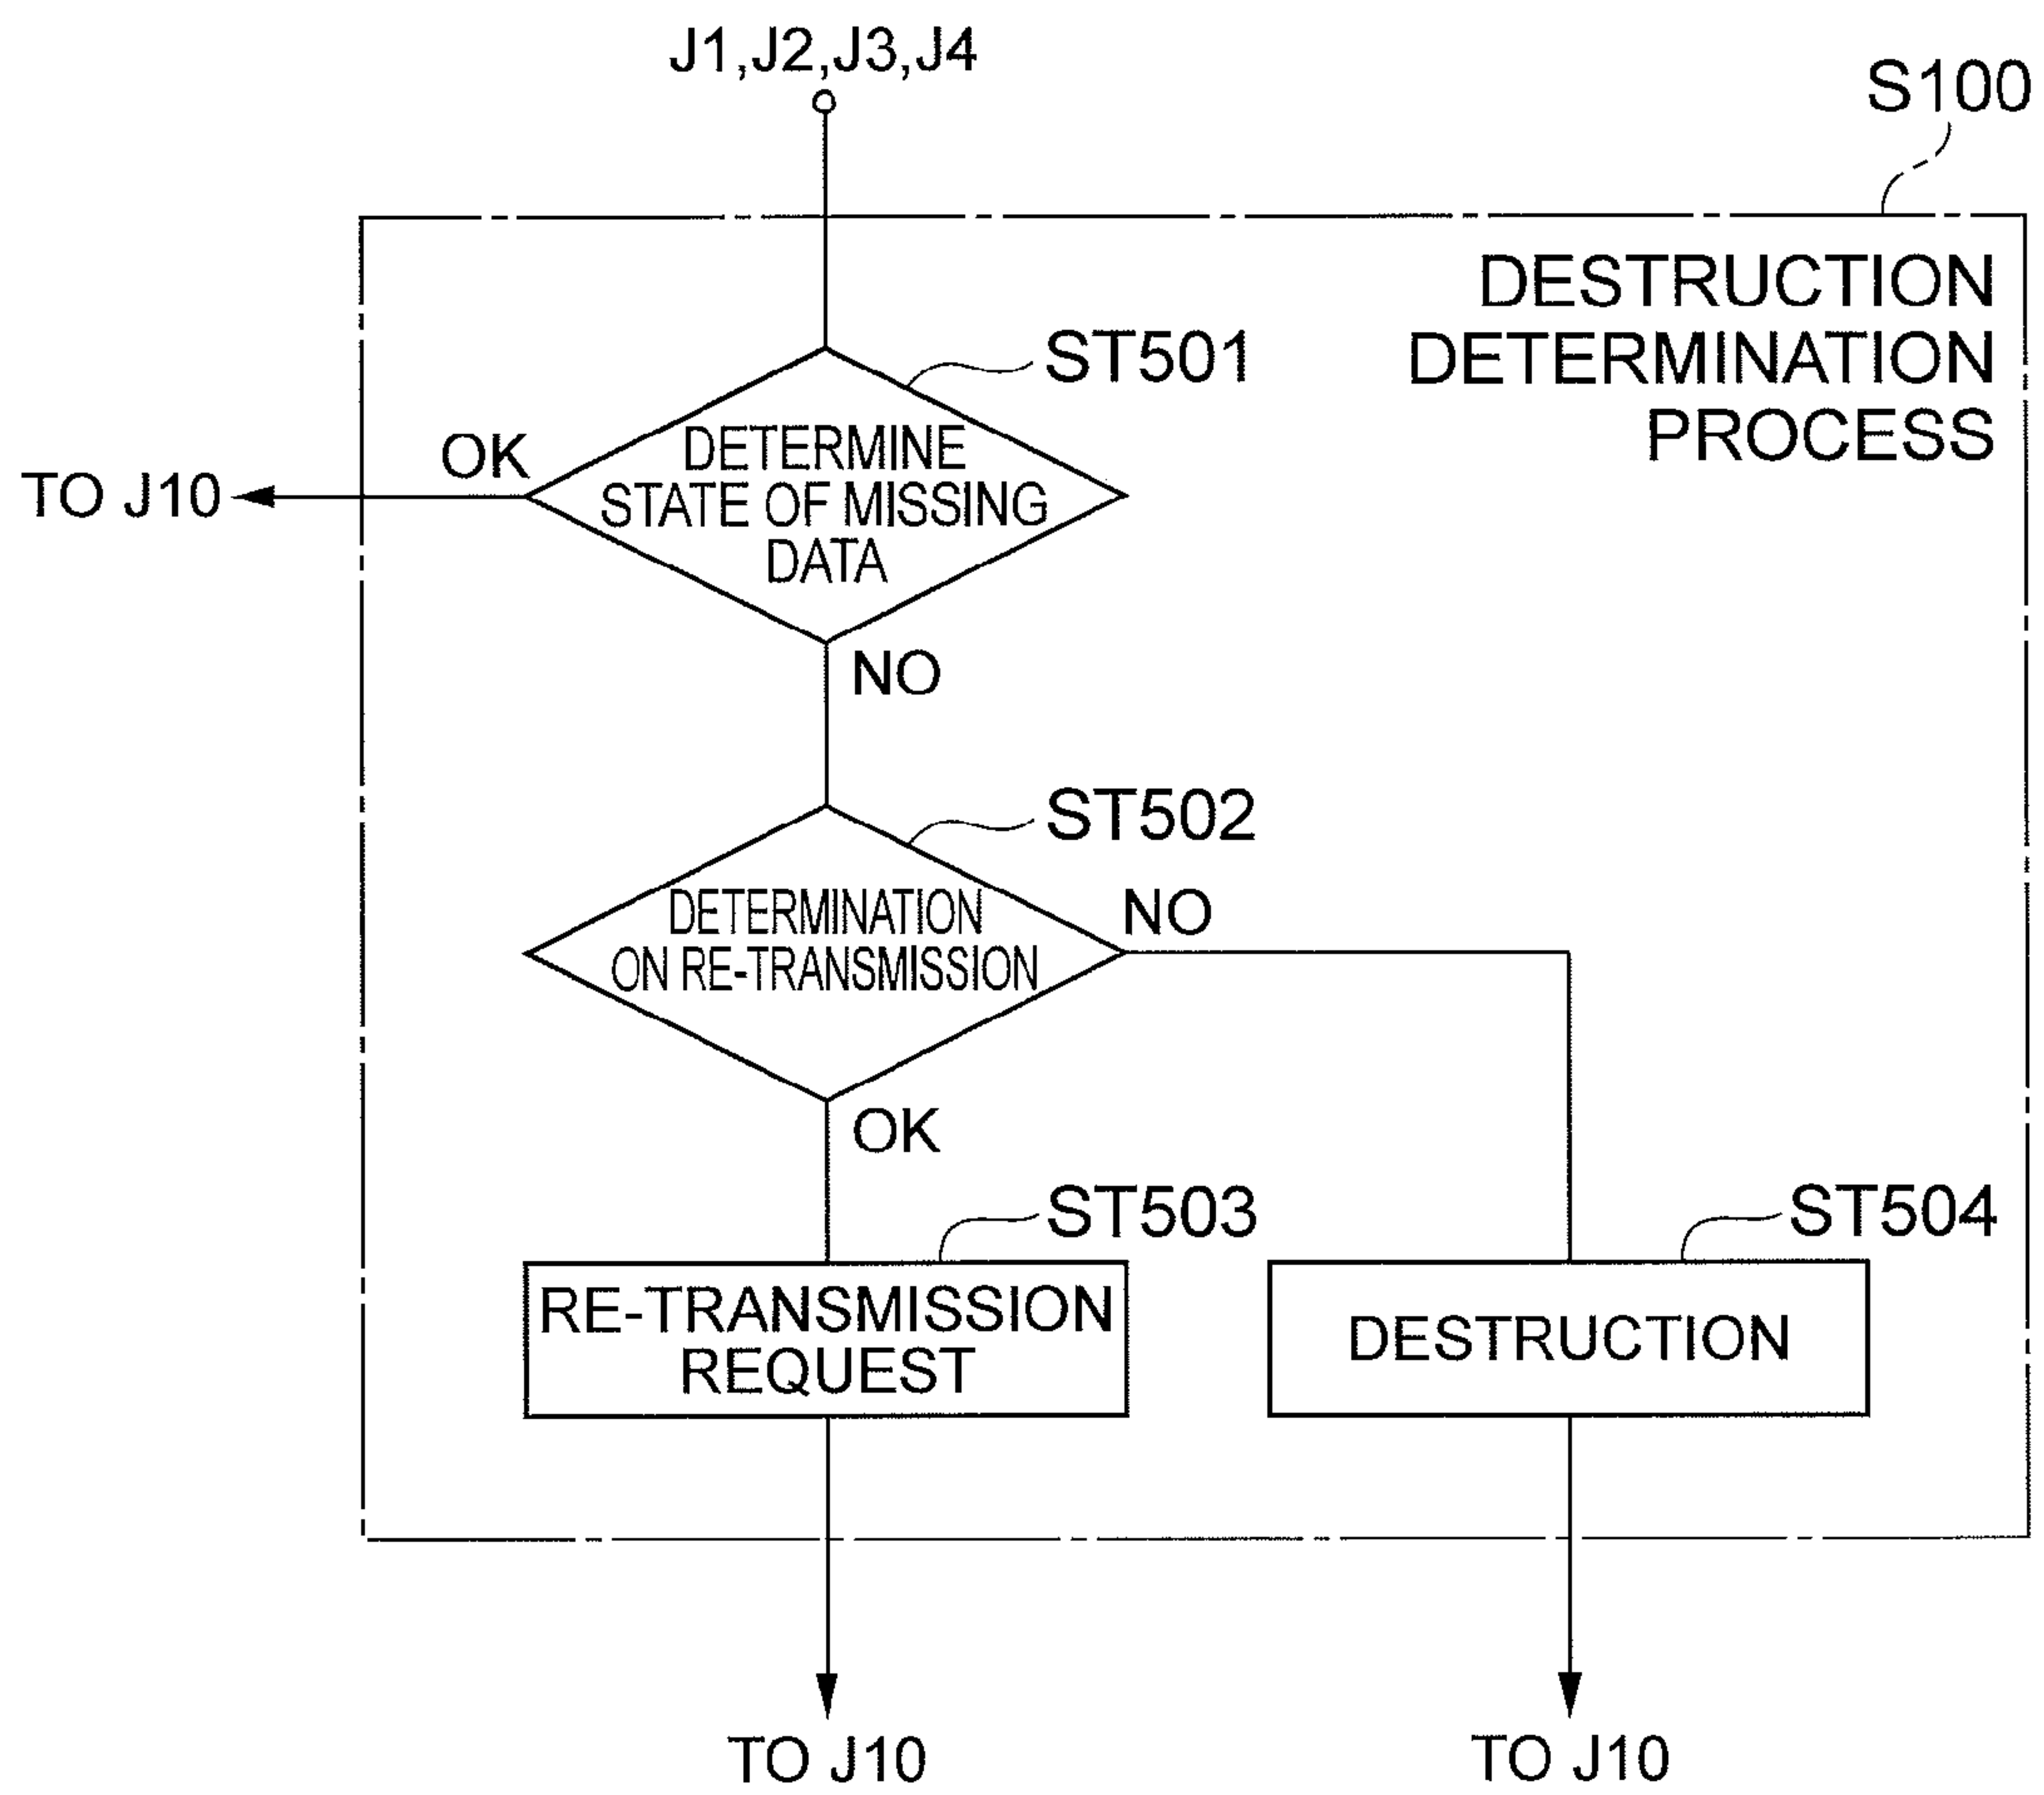 J1,J2,J3,J4
S100
DESTRUCTION
DETERMINATION
PROCESS
ST501
DETERMINE
STATE OF MISSING
DATA
OK
TO J10
NO
ST502
DETERMINATION
ON RE-TRANSMISSION
NO
OK
ST503
RE-TRANSMISSION
REQUEST
ST504
DESTRUCTION
TO J10
TO J10